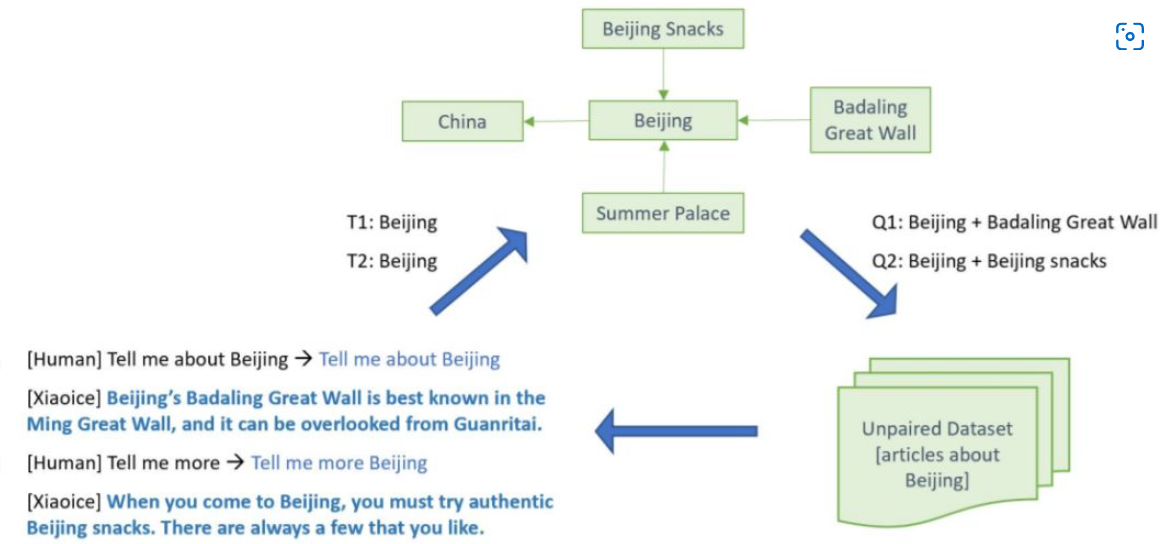 Beijing Snacks
China
Beijing
Badaling
Great Wall
Summer Palace
T1: Beijing
T2: Beijing
Q1: Beijing + Badaling Great Wall
Q2: Beijing + Beijing snacks
[Human] Tell me about Beijing → Tell me about Beijing
[Xiaoice] Beijing's Badaling Great Wall is best known in the
Ming Great Wall, and it can be overlooked from Guanritai.
[Human] Tell me more → Tell me more Beijing
[Xiaoice] When you come to Beijing, you must try authentic
Beijing snacks. There are always a few that you like.
Unpaired Dataset
[articles about
Beijing]